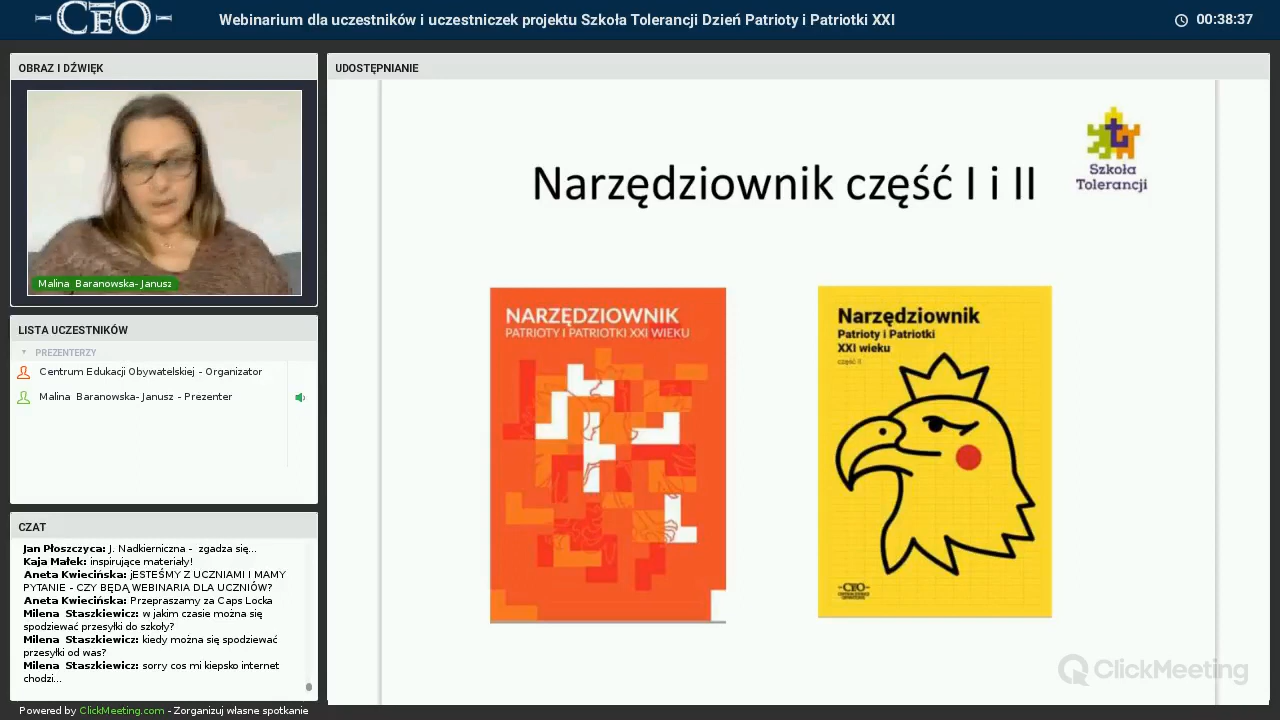 CEO
Webinarium dla uczestników i uczestniczek projektu Szkoła Tolerancji Dzień Patrioty i Patriotki XXI
00:38:37
OBRAZ I DŹWIĘK
Malina Baranowska-Janusz
LISTA UCZESTNIKÓW
PREZENTERZY
Centrum Edukacji Obywatelskiej - Organizator
Malina Baranowska-Janusz - Prezenter
CZAT
Jan Płoszczyca: J. Nadkierniczna - zgadza się...
Kaja Małek: inspirujące materiały!
Aneta Kwiecińska: jESTEŚMY Z UCZNIAMI I MAMY
PYTANIE - CZY BĘDĄ WEBINARIA DLA UCZNIÓW?
Aneta Kwiecińska: Przepraszamy za Caps Locka
Milena Staszkiewicz: w jakim czasie można się
spodziewać przesyłki do szkoły?
Milena Staszkiewicz: kiedy można się spodziewać
przesyłki od was?
Milena Staszkiewicz: sorry cos mi kiepsko internet
chodzi...
Powered by ClickMeeting.com - Zorganizuj własne spotkanie
UDOSTĘPNIANIE
Narzędziownik część I i II
Szkoła
Tolerancji
NARZĘDZIOWNIK
PATRIOTY I PATRIOTKI XXI WIEKU
Narzędziownik
Patrioty i Patriotki
XXI wieku
część II
CEO
ClickMeeting